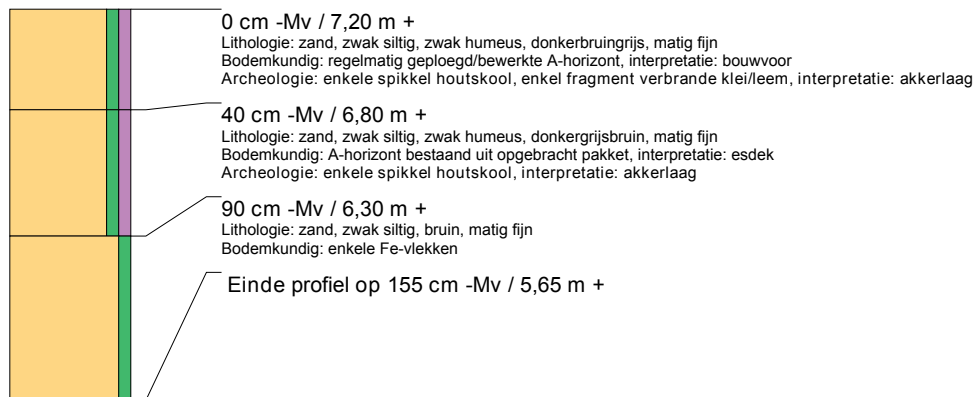 0 cm -Mv / 7,20 m +
Lithologie: zand, zwak siltig, zwak humeus, donkerbruingrijs, matig fijn
Bodemkundig: regelmatig geploegd/bewerkte A-horizont, interpretatie: bouwvoor
Archeologie: enkele spikkel houtskool, enkel fragment verbrande klei/leem, interpretatie: akkerlaag
40 cm -Mv / 6,80 m +
Lithologie: zand, zwak siltig, zwak humeus, donkergrijsbruin, matig fijn
Bodemkundig: A-horizont bestaand uit opgebracht pakket, interpretatie: esdek
Archeologie: enkele spikkel houtskool, interpretatie: akkerlaag
90 cm -Mv / 6,30 m +
Lithologie: zand, zwak siltig, bruin, matig fijn
Bodemkundig: enkele Fe-vlekken
Einde profiel op 155 cm -Mv / 5,65 m +